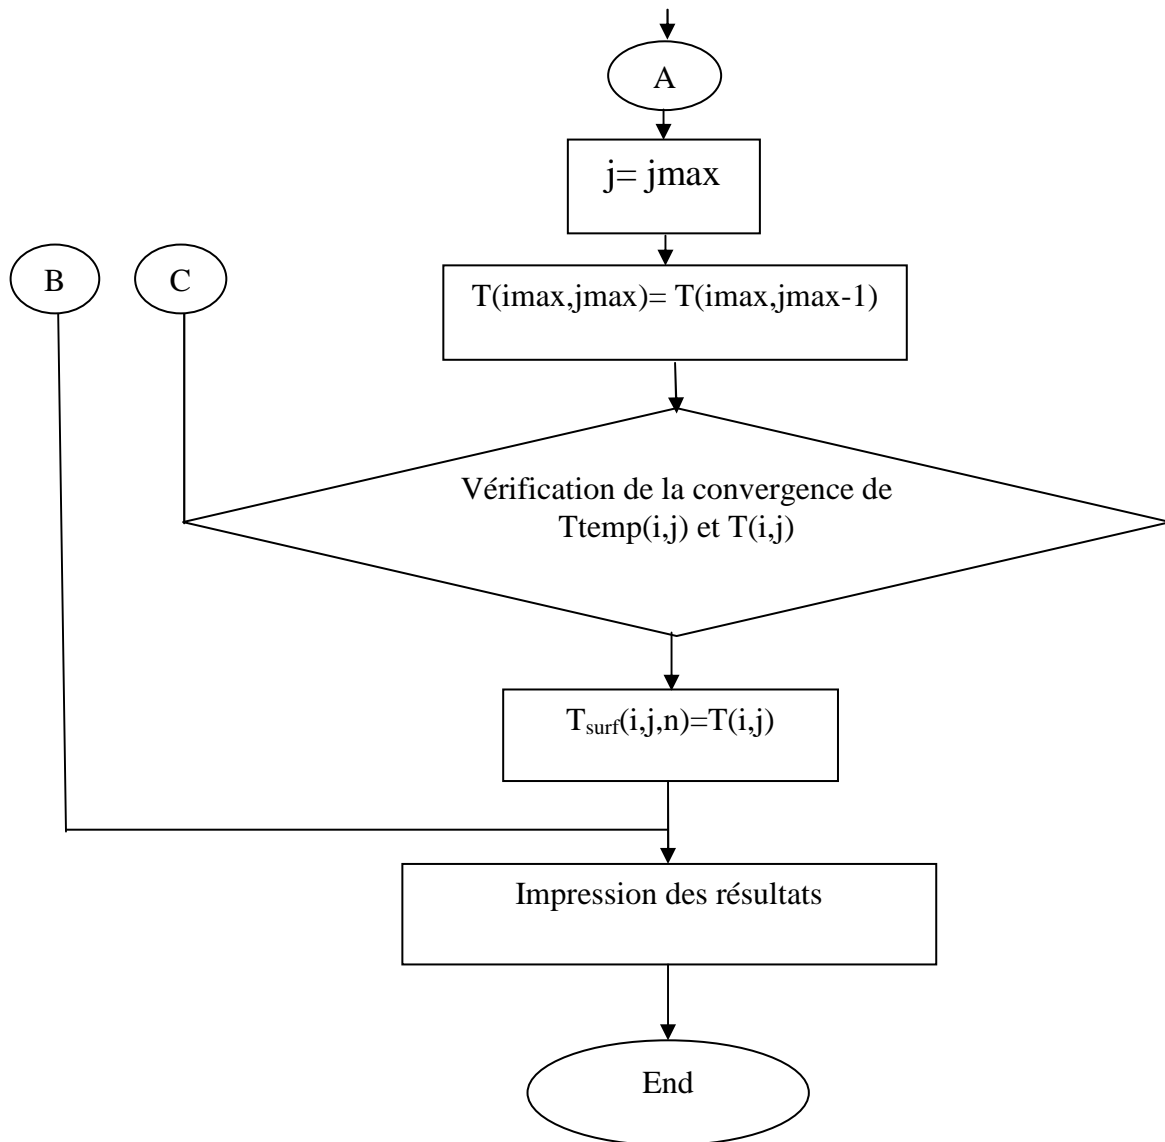 A
j= jmax
B
C
T(imax,jmax)= T(imax,jmax-1)
Vérification de la convergence de
Ttemp(i,j) et T(i,j)
Tsurf(i,j,n)=T(i,j)
Impression des résultats
End